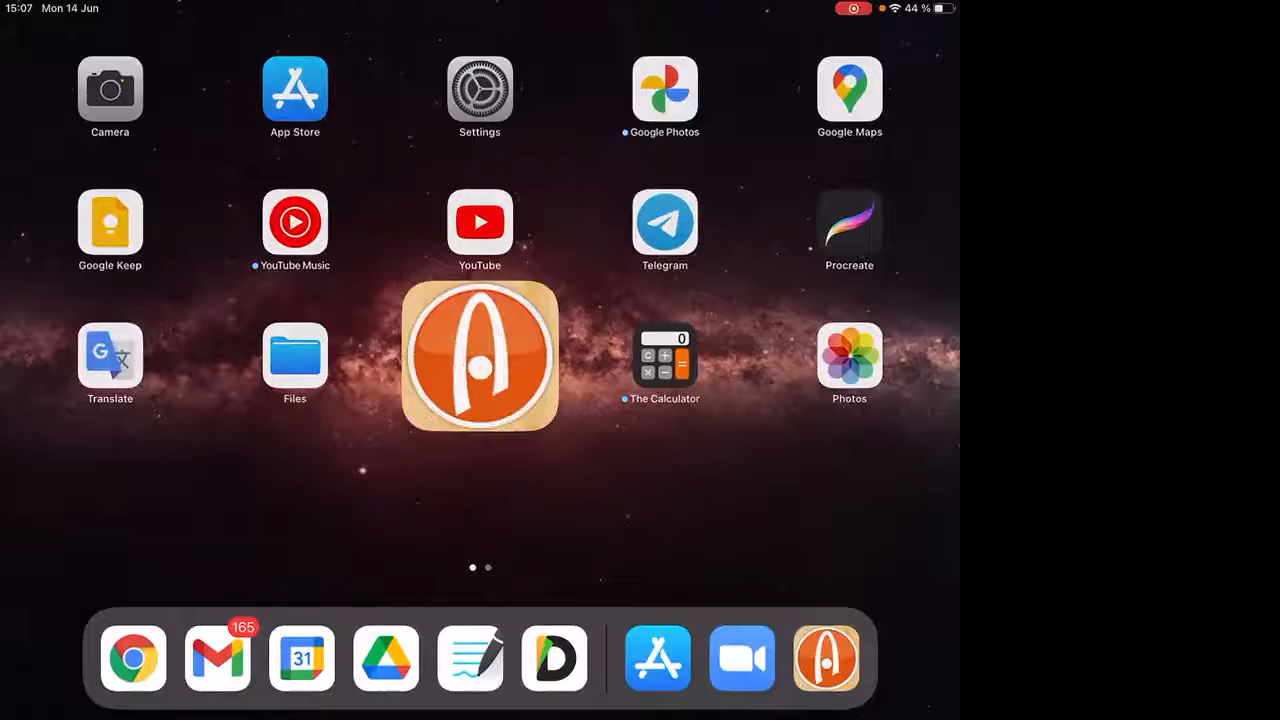 15:07 Mon 14 Jun 44 %
Camera App Store Settings Google Photos Google Maps
Google Keep YouTube Music YouTube Telegram Procreate
0
C + = × −
G 文
Translate Files The Calculator Photos
165
31